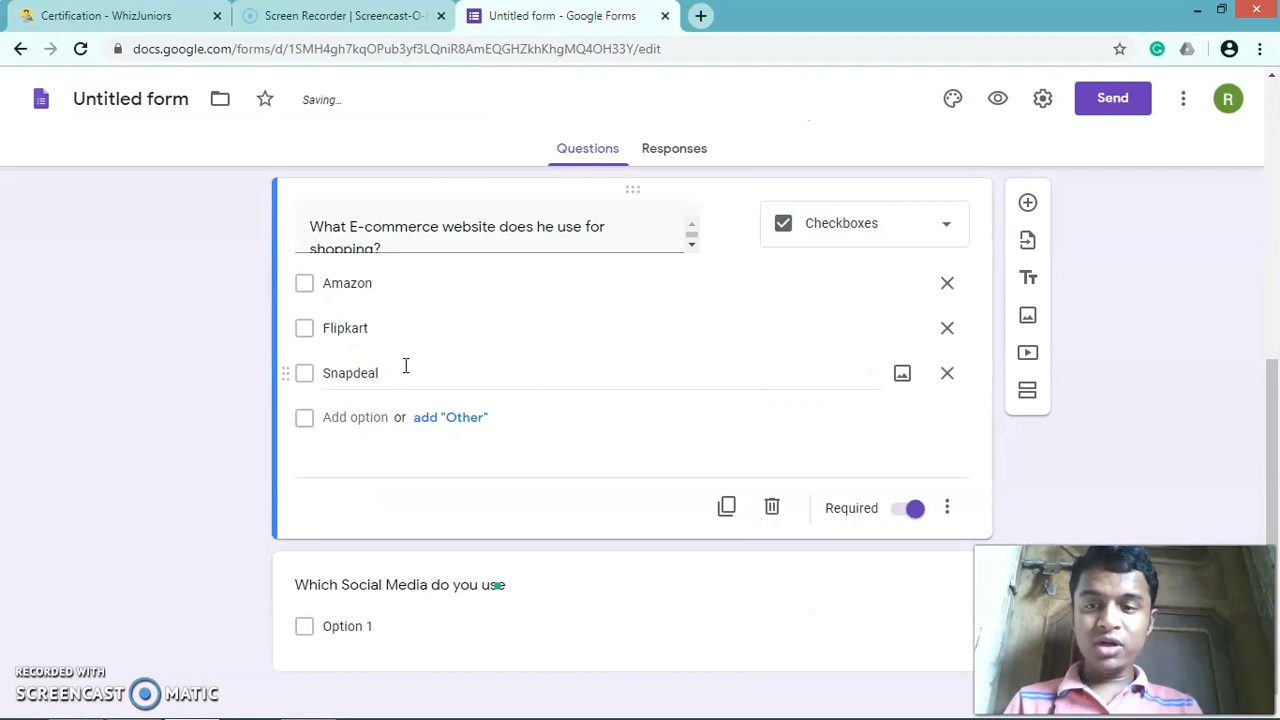 Certification - WhizJuniors
Screen Recorder | Screencast-O-
Untitled form - Google Forms
docs.google.com/forms/d/1SMH4gh7kqOPub3yf3LQniR8AmEQGHZkhKhgMQ4OH33Y/edit
Untitled form
Saving...
Send
R
Questions
Responses
What E-commerce website does he use for
shopping?
Checkboxes
Amazon
Flipkart
Snapdeal
Add option or add "Other"
Required
Which Social Media do you use
Option 1
RECORDED WITH
SCREENCAST MATIC